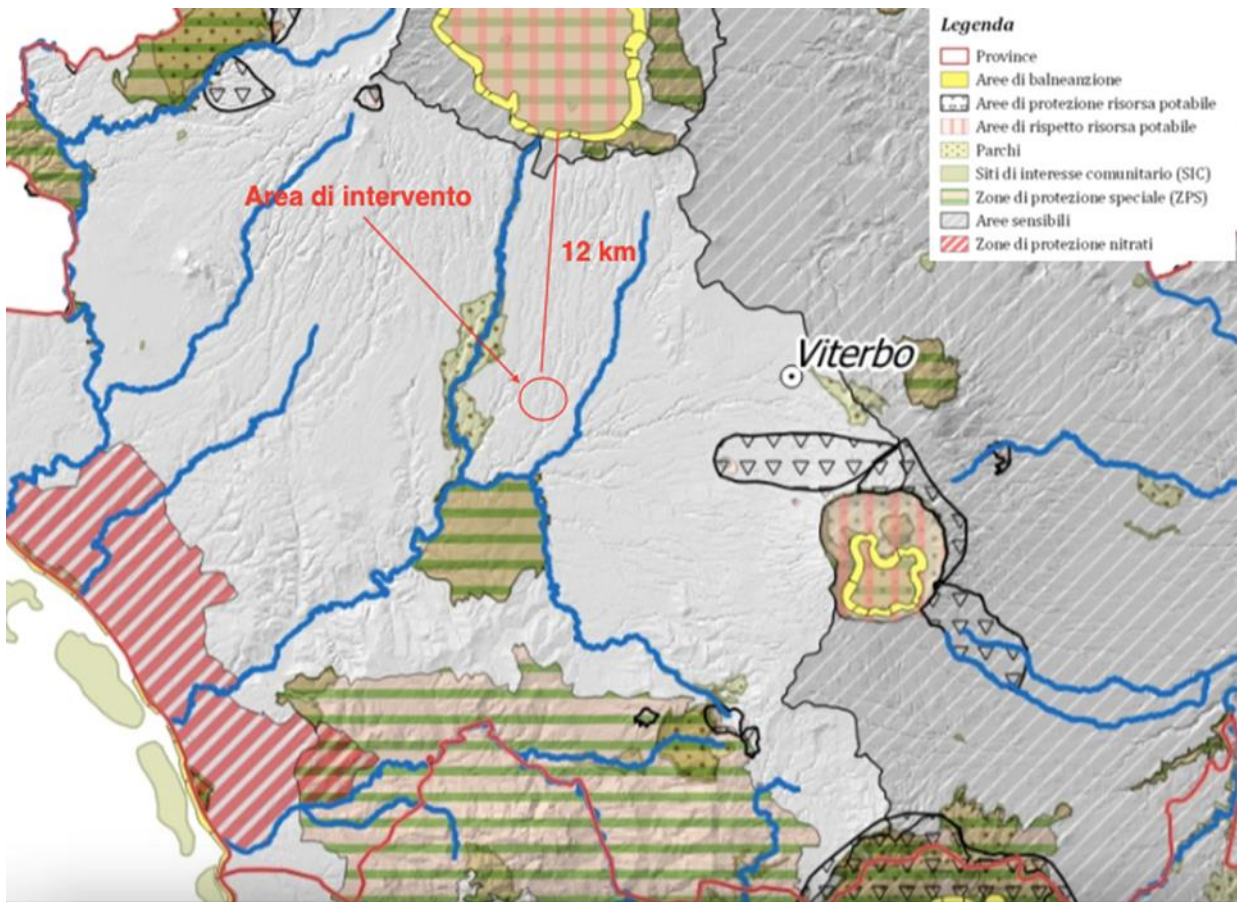 Legenda
Province
Aree di balneanzione
Aree di protezione risorsa potabile
Aree di rispetto risorsa potabile
Parchi
Siti di interesse comunitario (SIC)
Zone di protezione speciale (ZPS)
Aree sensibili
Zone di protezione nitrati
Area di intervento
12 km
Viterbo